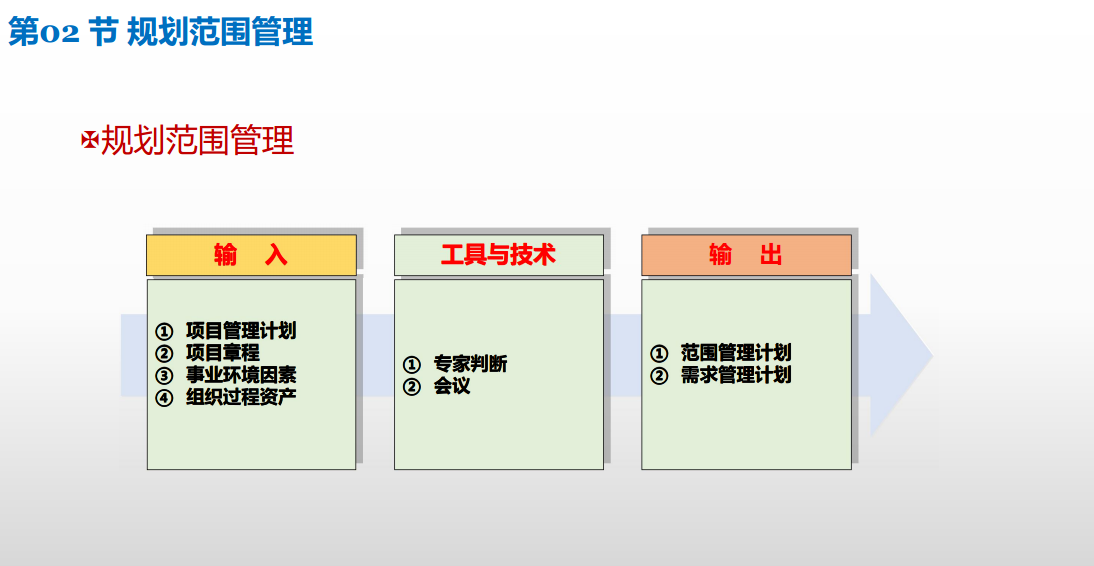 第02 节 规划范围管理
✠规划范围管理
输 入
① 项目管理计划
② 项目章程
③ 事业环境因素
④ 组织过程资产
工具与技术
① 专家判断
② 会议
输 出
① 范围管理计划
② 需求管理计划